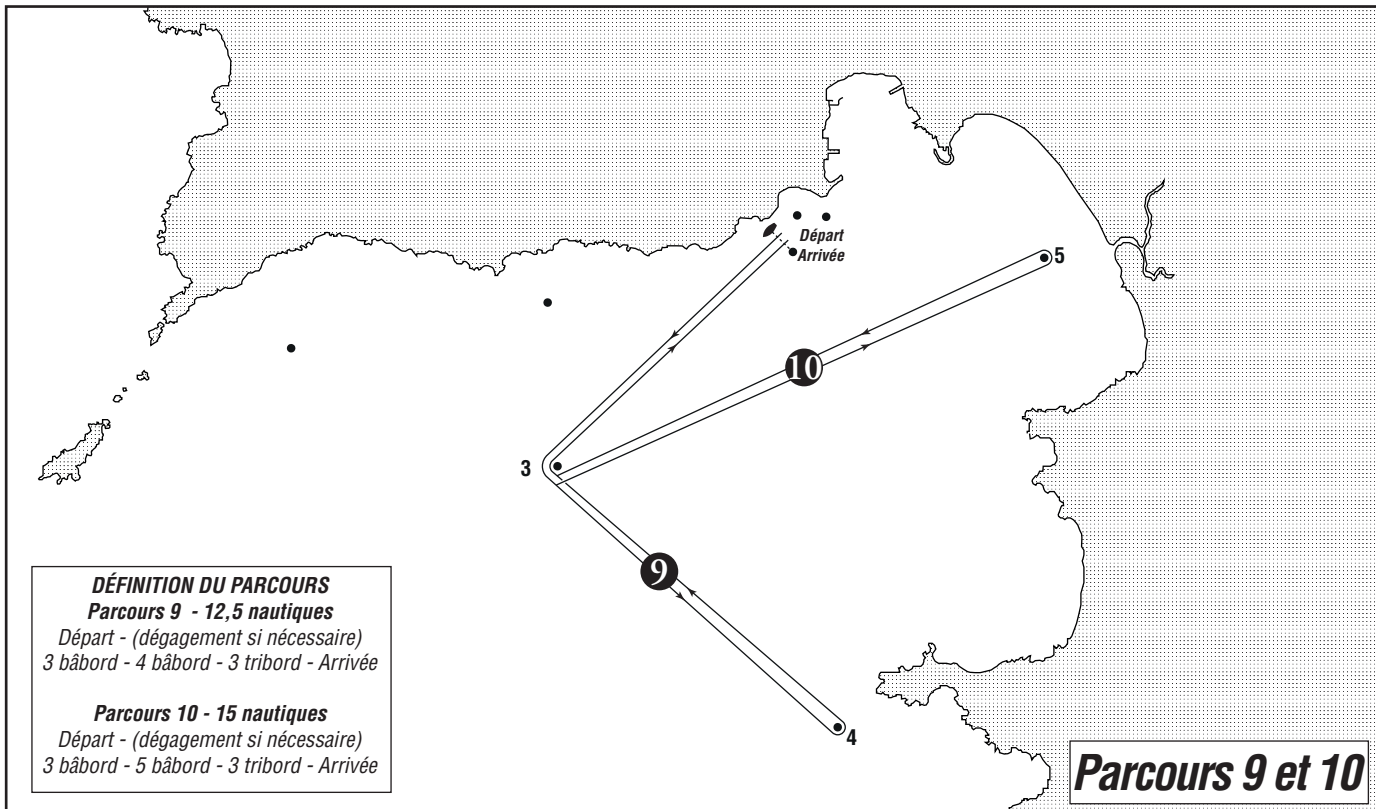 Départ
Arrivée
5
10
3
9
4
DÉFINITION DU PARCOURS
Parcours 9 - 12,5 nautiques
Départ - (dégagement si nécessaire)
3 bâbord - 4 bâbord - 3 tribord - Arrivée
Parcours 10 - 15 nautiques
Départ - (dégagement si nécessaire)
3 bâbord - 5 bâbord - 3 tribord - Arrivée
Parcours 9 et 10